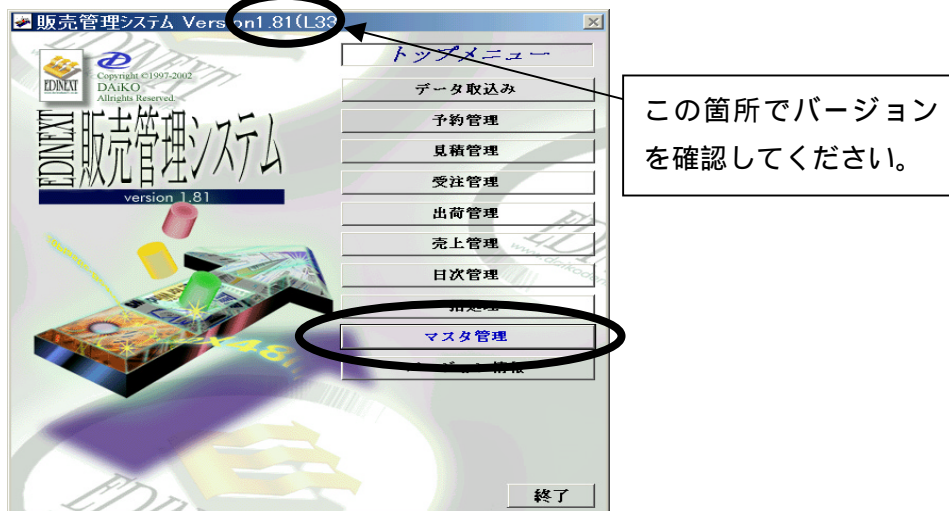 販売管理システム Version1.81(L33
トップメニュー
EDINEXT
Copyright ©1997-2002
DAiKO
Allrights Reserved.
EDINEXT
販売管理システム
version 1.81
データ取込み
予約管理
見積管理
受注管理
出荷管理
売上管理
日次管理
マスタ管理
終了
この箇所でバージョン
を確認してください。